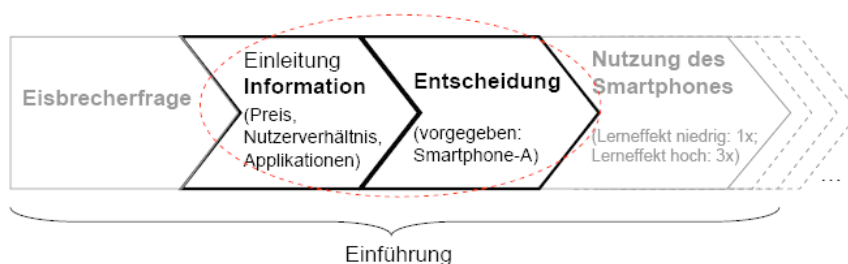 Eisbrecherfrage
Einleitung
Information
(Preis,
Nutzerverhältnis,
Applikationen)
Entscheidung
(vorgegeben:
Smartphone-A)
Nutzung des
Smartphones
(Lerneffekt niedrig: 1x;
Lerneffekt hoch: 3x)
...
Einführung